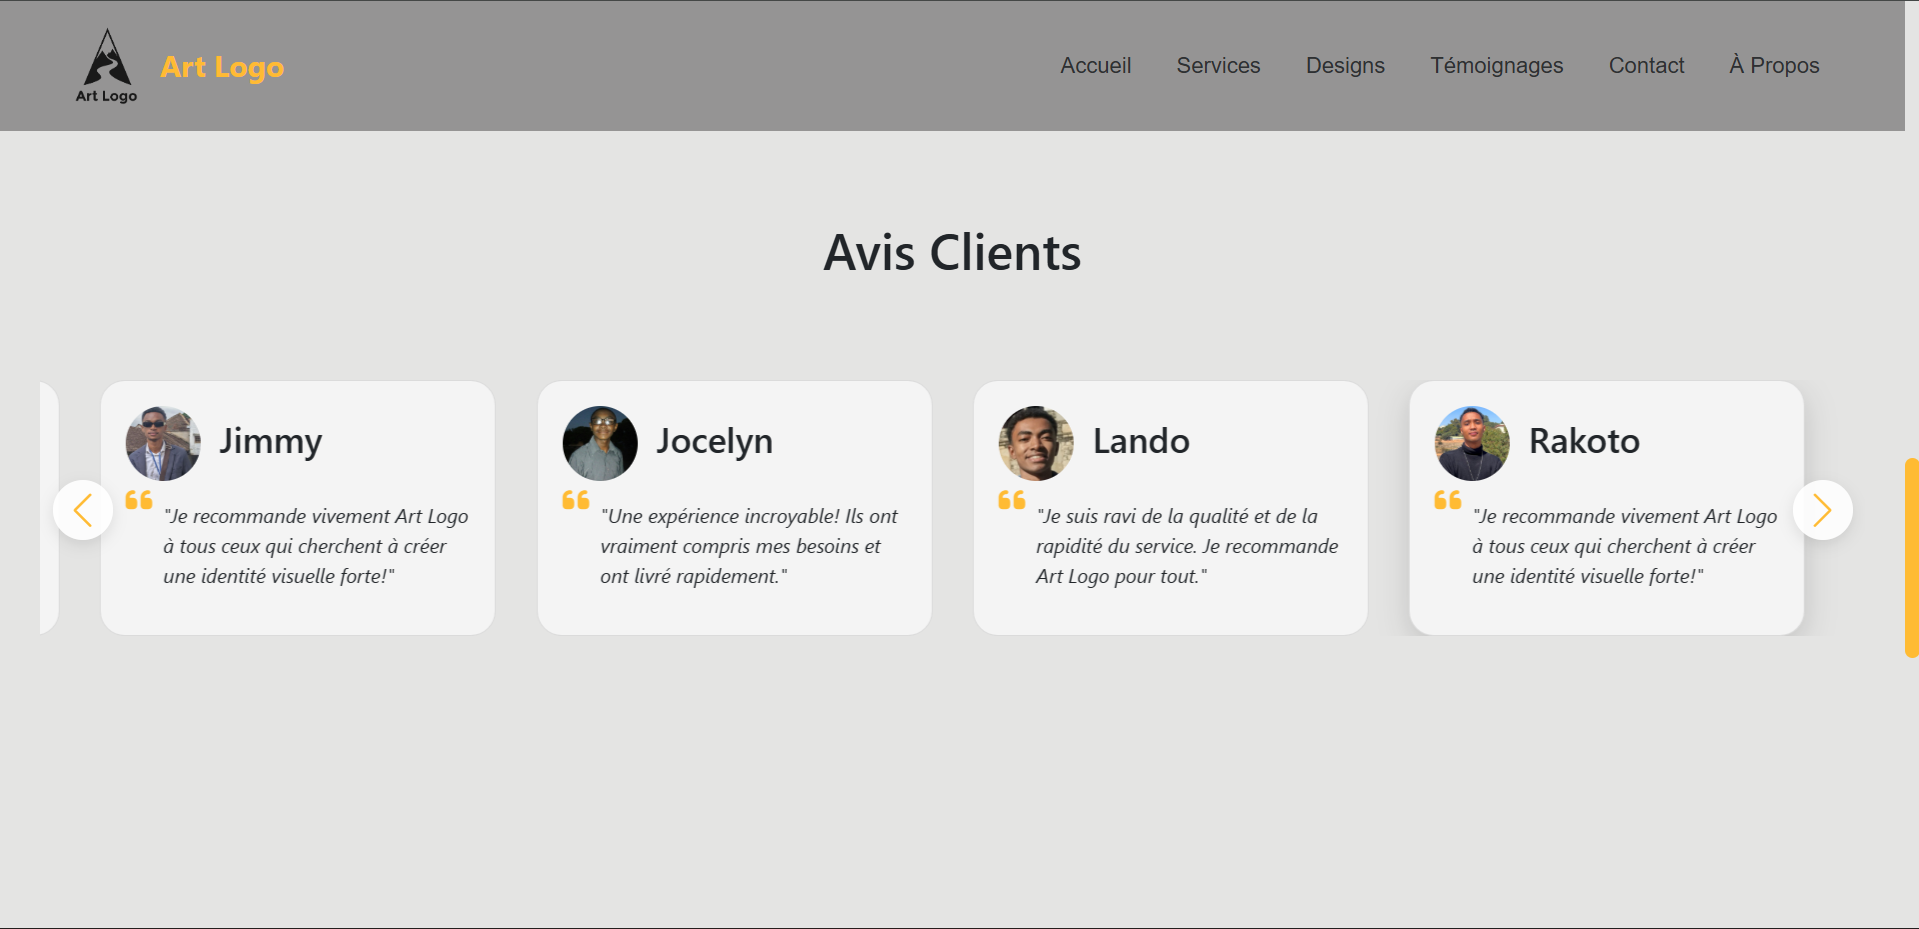 Art Logo
Art Logo
Accueil
Services
Designs
Témoignages
Contact
À Propos
Avis Clients
Jimmy
"Je recommande vivement Art Logo
à tous ceux qui cherchent à créer
une identité visuelle forte!"
Jocelyn
"Une expérience incroyable! Ils ont
vraiment compris mes besoins et
ont livré rapidement."
Lando
"Je suis ravi de la qualité et de la
rapidité du service. Je recommande
Art Logo pour tout."
Rakoto
"Je recommande vivement Art Logo
à tous ceux qui cherchent à créer
une identité visuelle forte!"